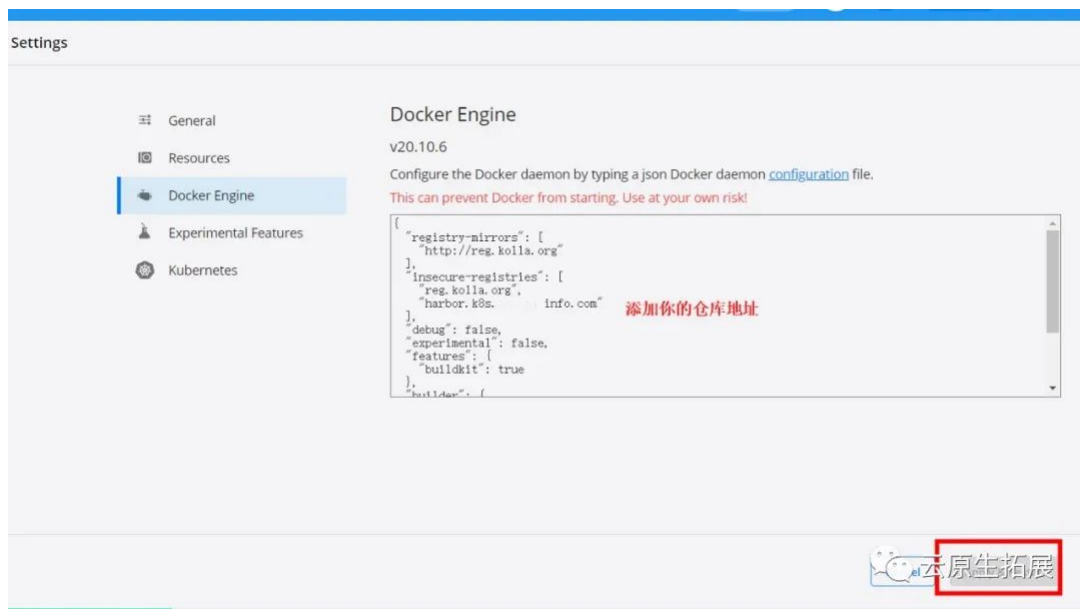 Settings
General
Resources
Docker Engine
Experimental Features
Kubernetes
Docker Engine
v20.10.6
Configure the Docker daemon by typing a json Docker daemon configuration file.
This can prevent Docker from starting. Use at your own risk!
{
"registry-mirrors": [
"http://reg.kolla.org"
],
"insecure-registries": [
"reg.kolla.org",
"harbor.k8s. info.com"
],
"debug": false,
"experimental": false,
"features": {
"buildkit": true
},
"builder": {
添加你的仓库地址
云原生拓展